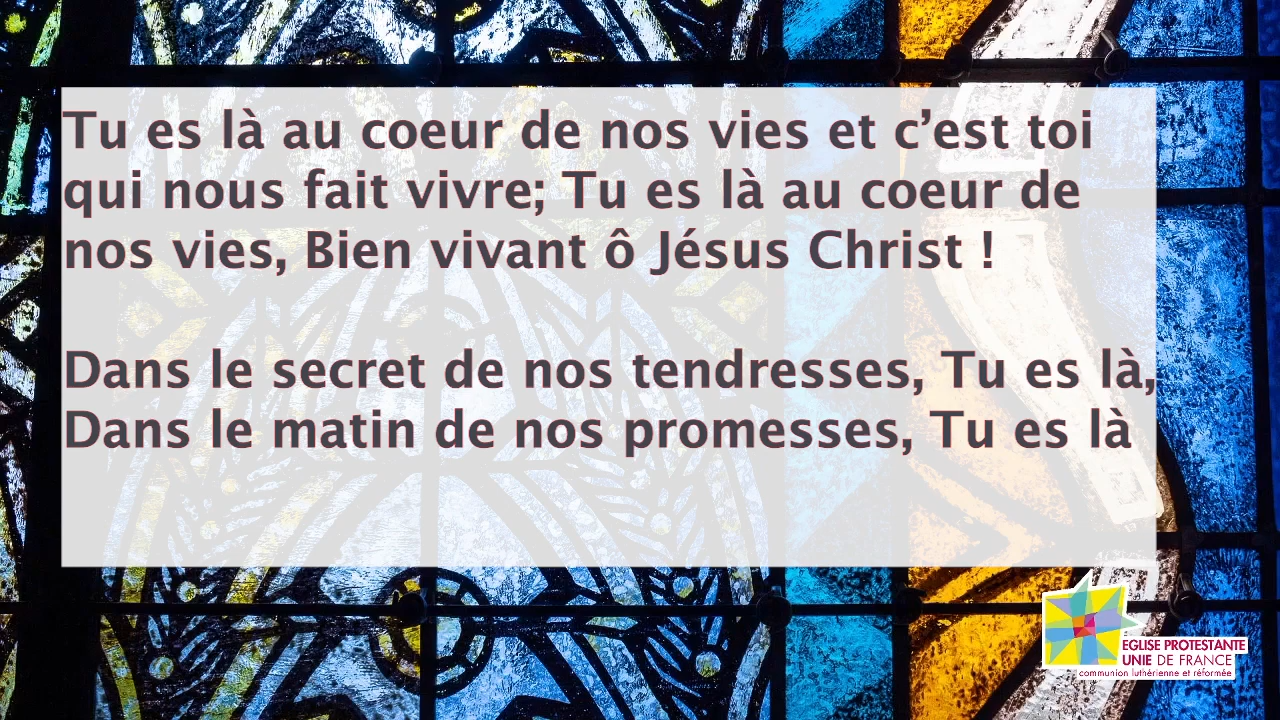 Tu es là au coeur de nos vies et c’est toi
qui nous fait vivre; Tu es là au coeur de
nos vies, Bien vivant ô Jésus Christ !
Dans le secret de nos tendresses, Tu es là,
Dans le matin de nos promesses, Tu es là
EGLISE PROTESTANTE
UNIE DE FRANCE
communion luthérienne et réformée